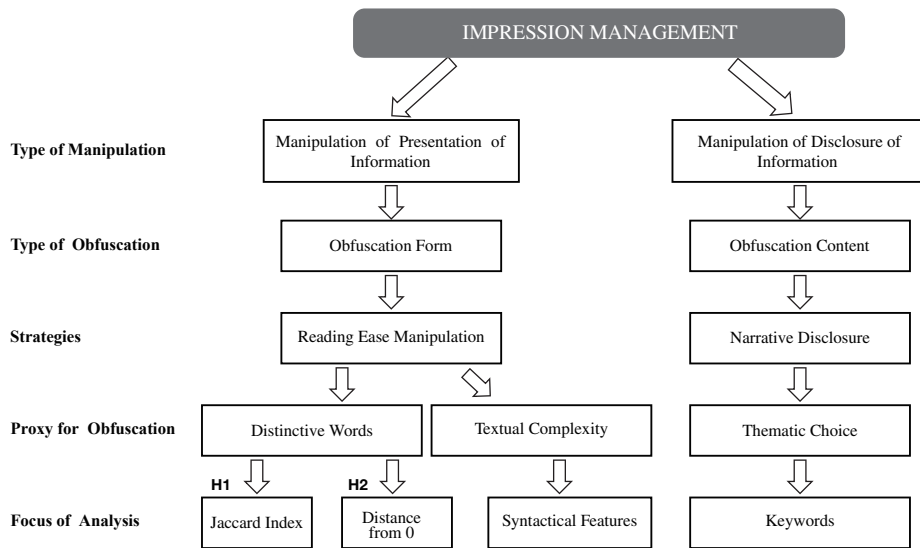 IMPRESSION MANAGEMENT
Type of Manipulation
Manipulation of Presentation of
Information
Manipulation of Disclosure of
Information
Type of Obfuscation
Obfuscation Form
Obfuscation Content
Strategies
Reading Ease Manipulation
Narrative Disclosure
Proxy for Obfuscation
Distinctive Words
Textual Complexity
Thematic Choice
H1
H2
Focus of Analysis
Jaccard Index
Distance
from 0
Syntactical Features
Keywords